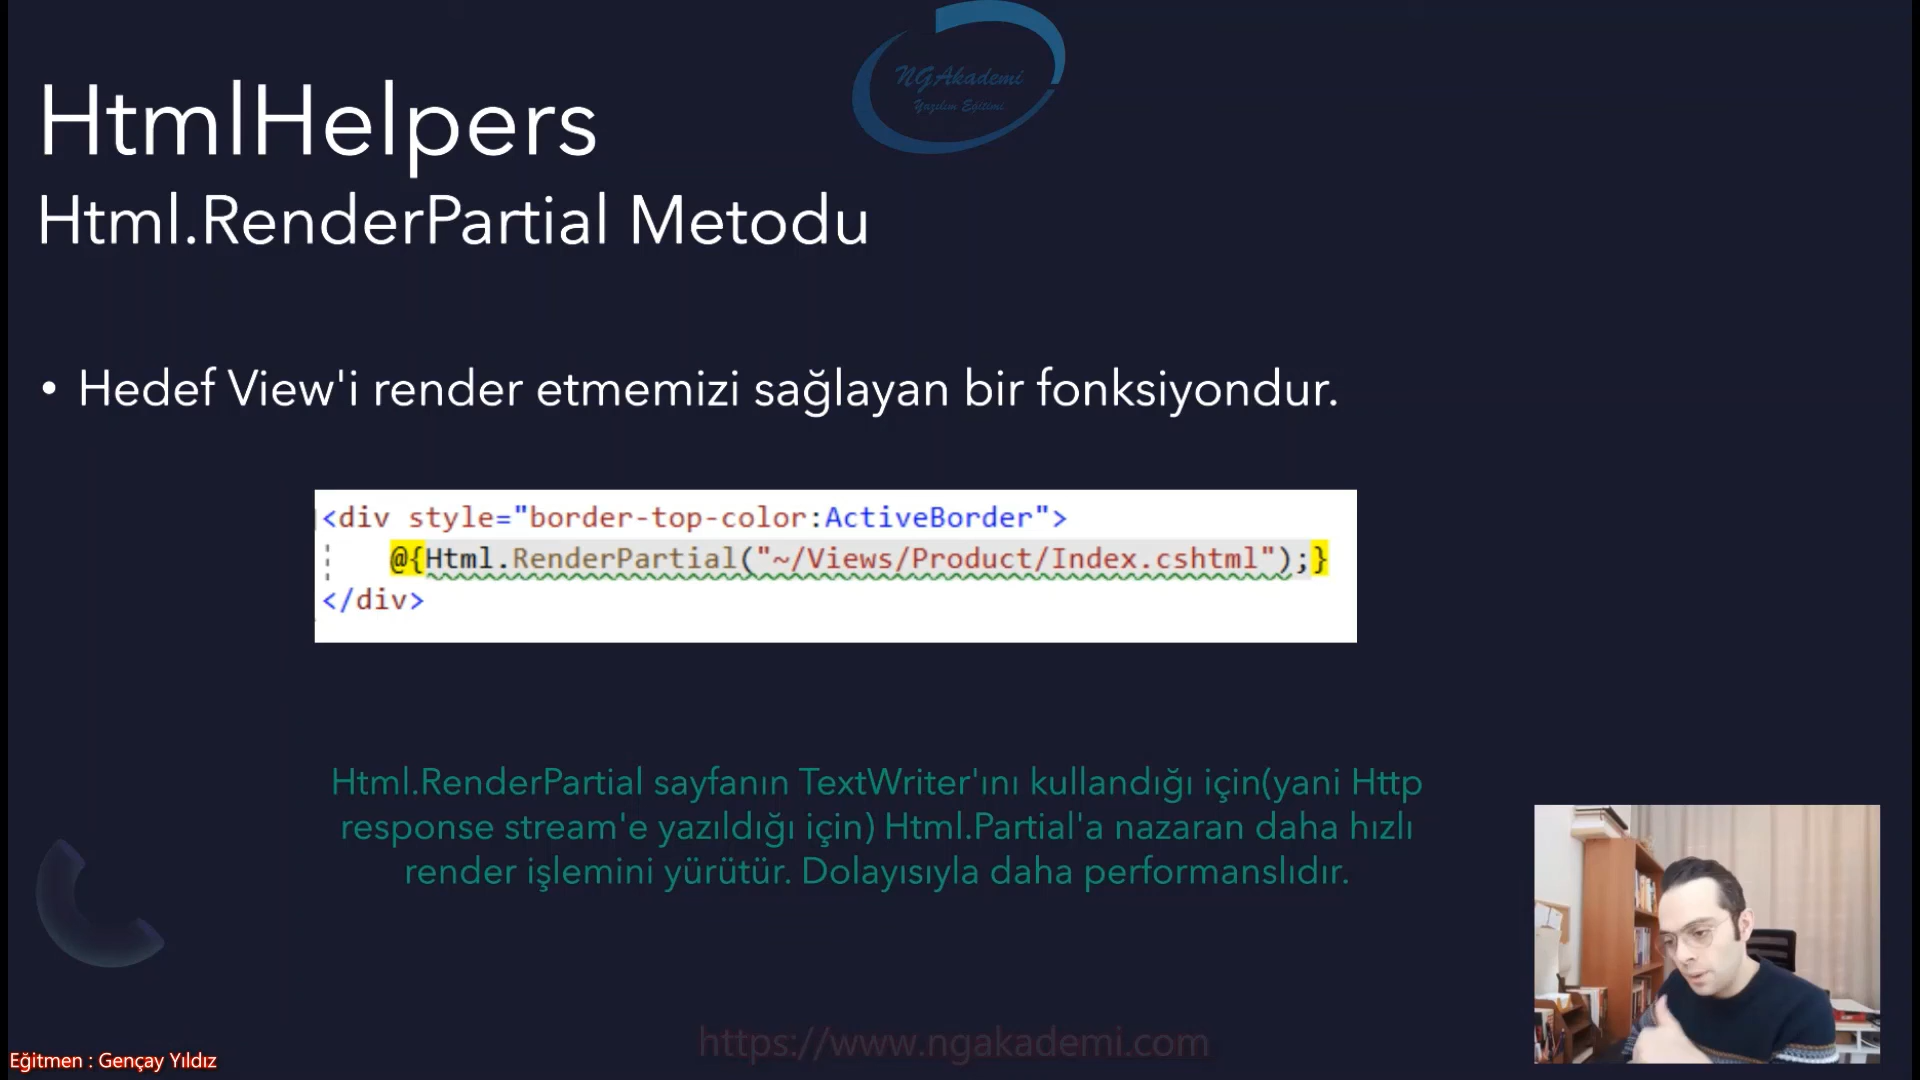 NGAkademi
Yazılım Eğitimi
HtmlHelpers
Html.RenderPartial Metodu
• Hedef View'i render etmemizi sağlayan bir fonksiyondur.
<div style="border-top-color:ActiveBorder">
@{Html.RenderPartial("~/Views/Product/Index.cshtml");}
</div>
Html.RenderPartial sayfanın TextWriter'ını kullandığı için(yani Http
response stream'e yazıldığı için) Html.Partial'a nazaran daha hızlı
render işlemini yürütür. Dolayısıyla daha performanslıdır.
https://www.ngakademi.com
Eğitmen : Gençay Yıldız